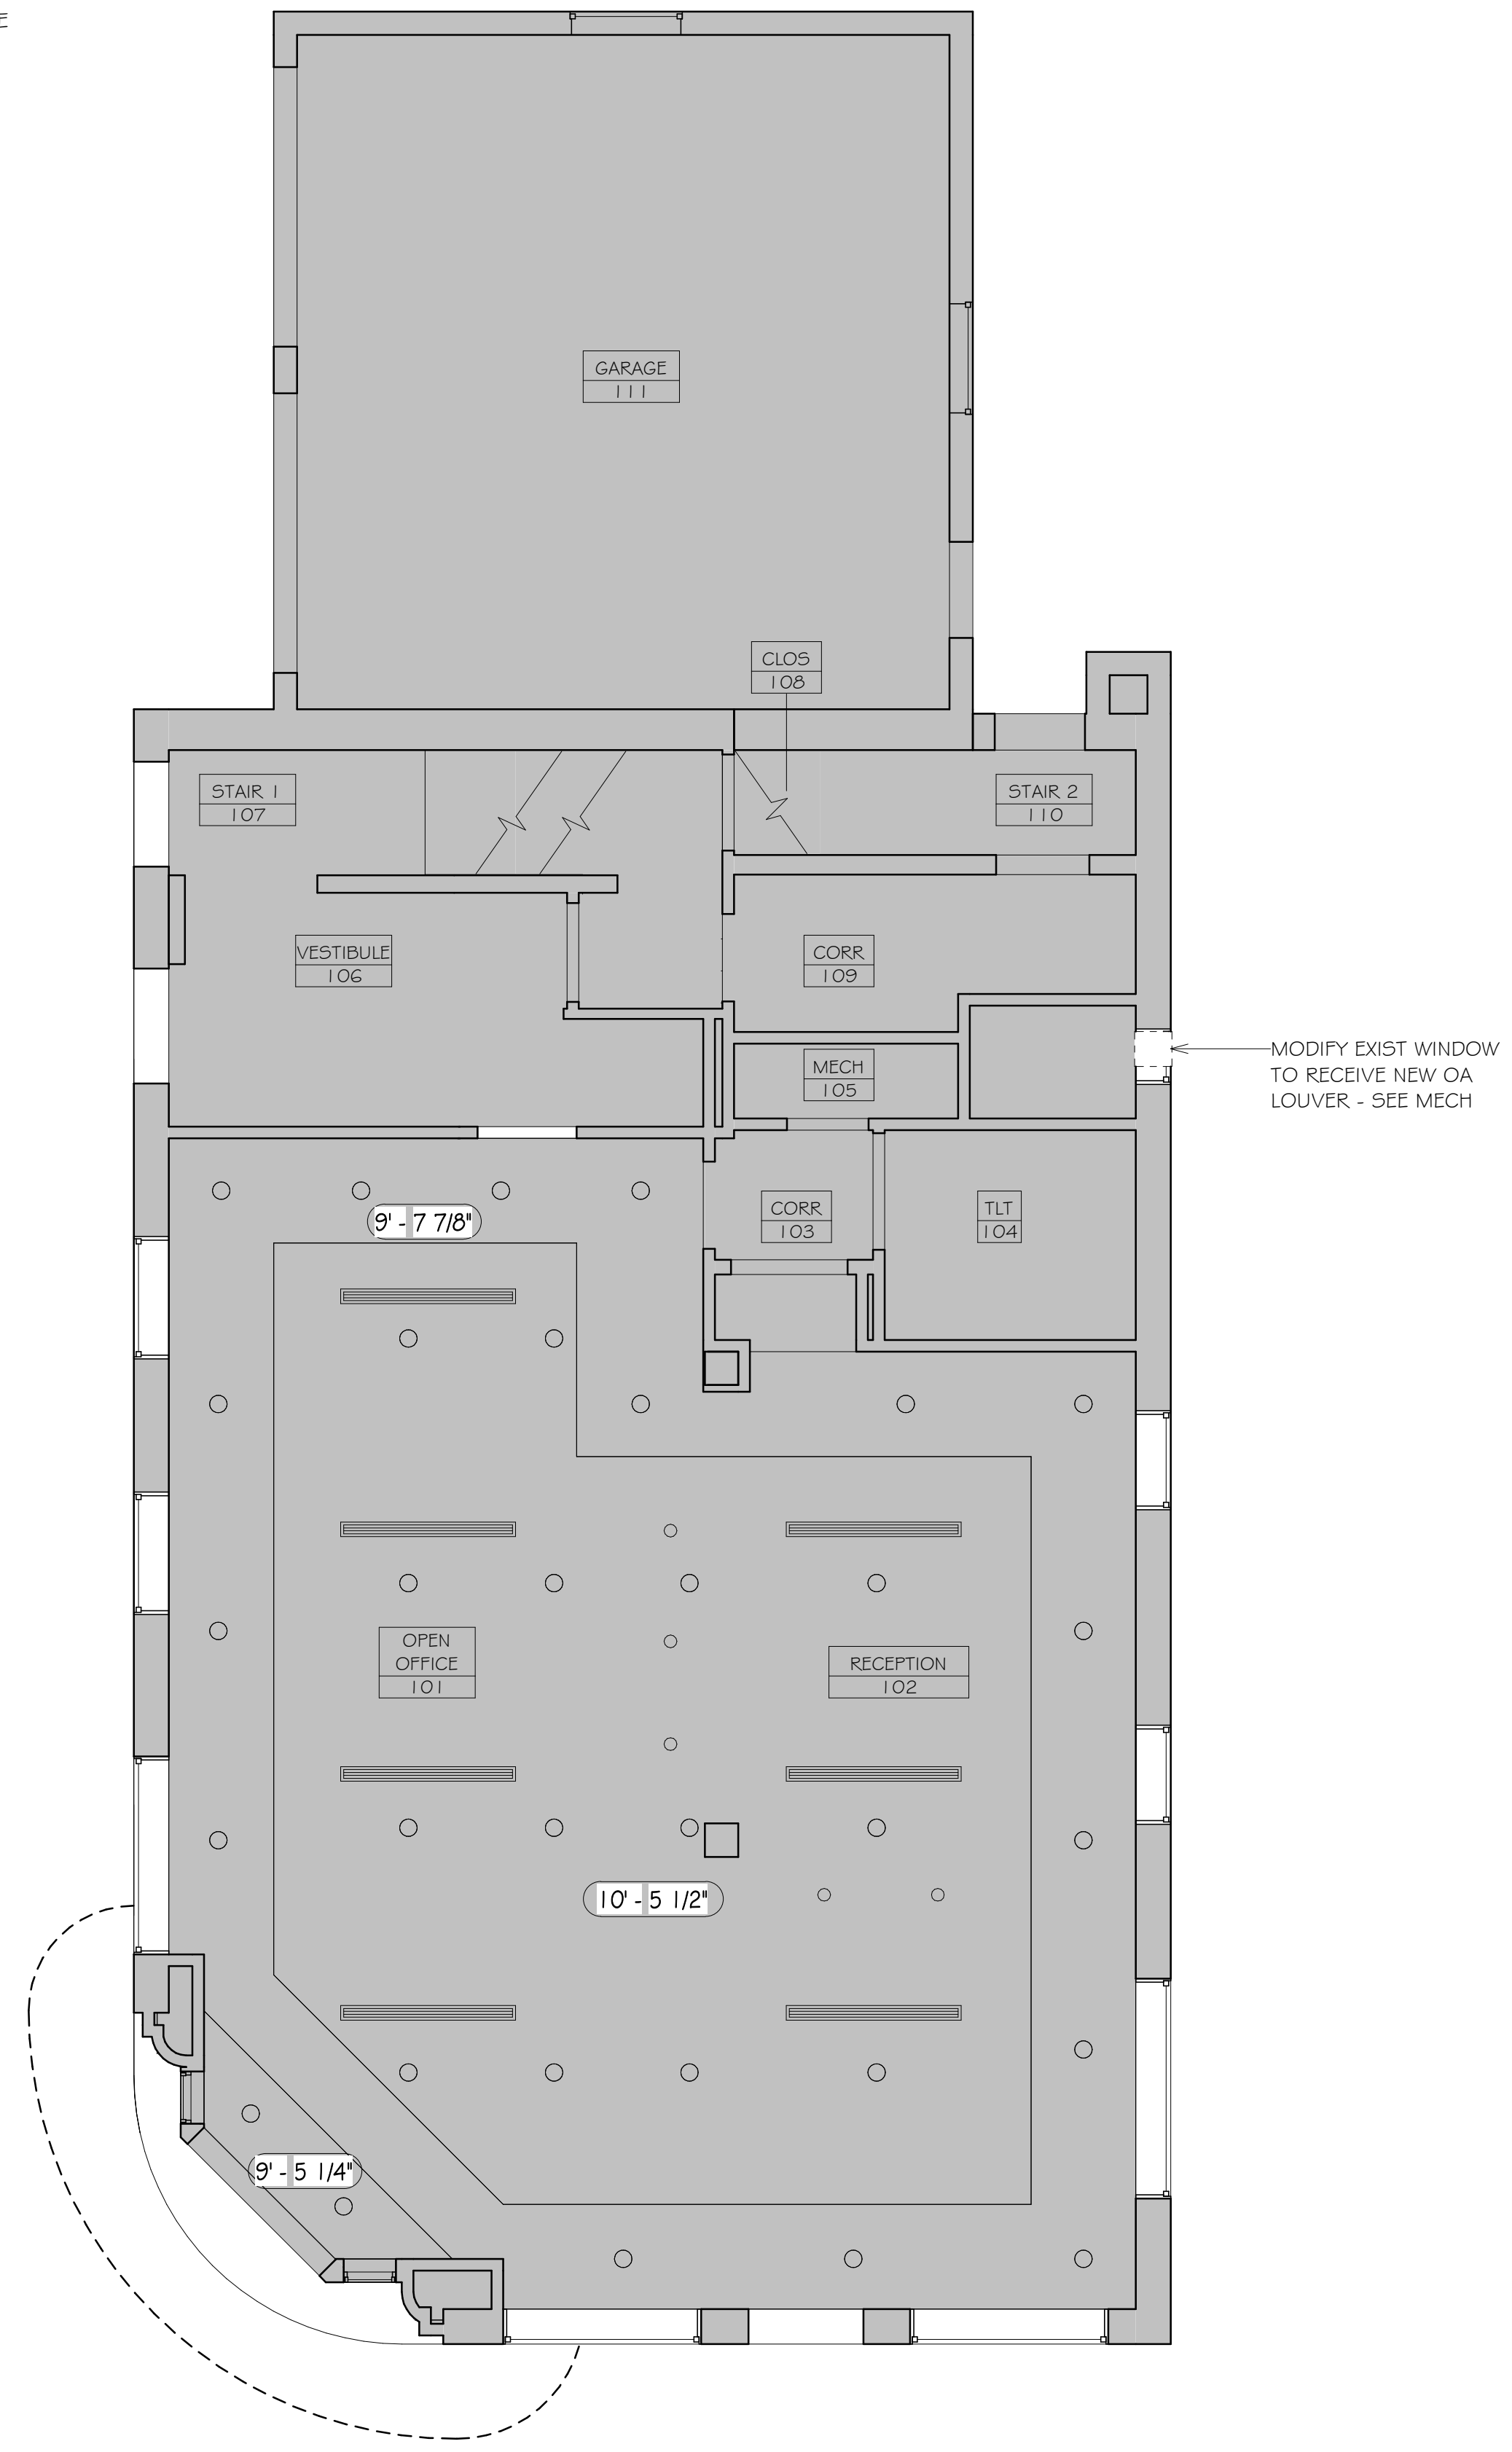 GARAGE
111
CLOS
108
STAIR 1
107
STAIR 2
110
VESTIBULE
106
CORR
109
MECH
105
MODIFY EXIST WINDOW
TO RECEIVE NEW OA
LOUVER - SEE MECH
CORR
103
TLT
104
9' - 7 7/8"
OPEN
OFFICE
101
RECEPTION
102
10' - 5 1/2"
9' - 5 1/4"